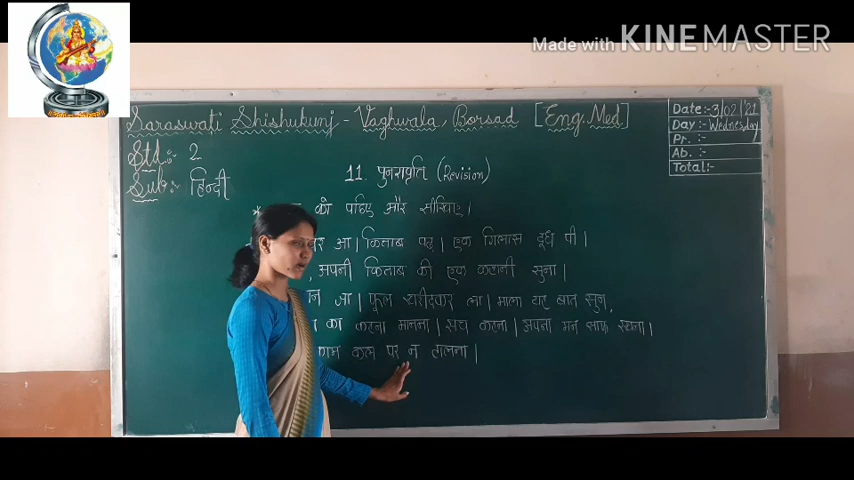 Made with KINEMASTER
Saraswati Shishukunj - Vaghwala, Borsad [Eng. Med]
Date:- 3/02/'21
Day:- Wednesday
Pr. :-
Ab. :-
Total:-
Std:- 2
Sub:- हिन्दी
11. पुनरावृति (Revision)
* को पढ़िए और सीखिए।
घर आ। किताब पढ़। एक गिलास दूध पी।
, अपनी किताब की एक कहानी सुना।
जा। फूल खरीदकर ला। माला यह बात सुन,
का कहना मानना। सच कहना। अपना मन साफ रखना।
काम कल पर न टालना।